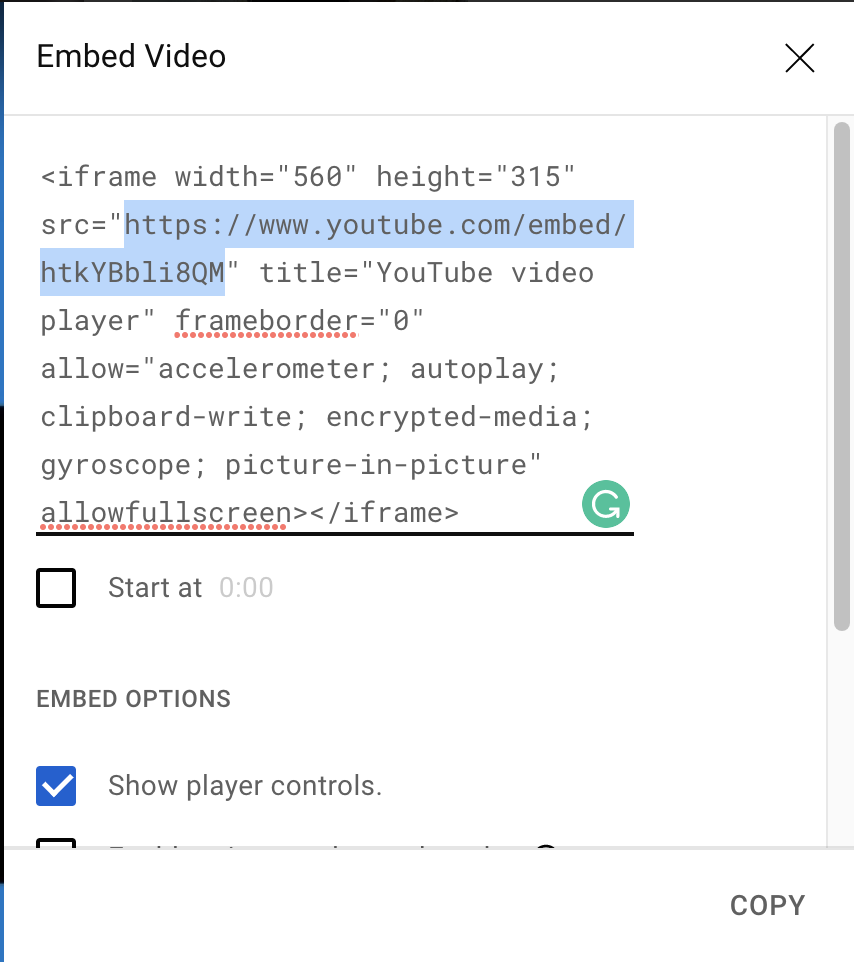 Embed Video
<iframe width="560" height="315"
src="https://www.youtube.com/embed/
htkYBbli8QM" title="YouTube video
player" frameborder="0"
allow="accelerometer; autoplay;
clipboard-write; encrypted-media;
gyroscope; picture-in-picture"
allowfullscreen></iframe>
Start at 0:00
EMBED OPTIONS
Show player controls.
COPY